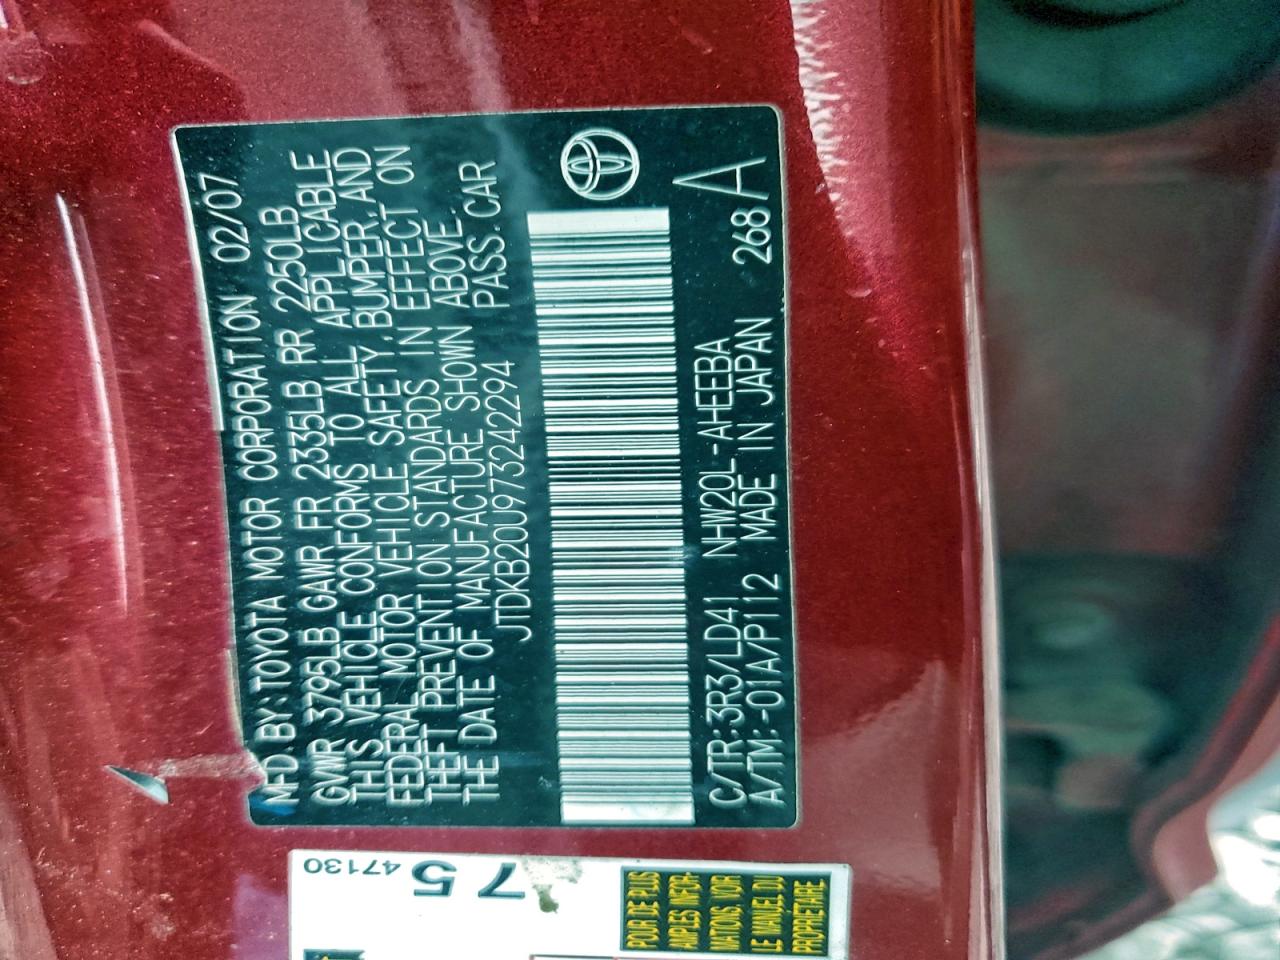 MFD. BY: TOYOTA MOTOR CORPORATION 02/07
GVWR 3795LB GAWR FR 2335LB RR 2250LB
THIS VEHICLE CONFORMS TO ALL APPLICABLE
FEDERAL MOTOR VEHICLE SAFETY, BUMPER, AND
THEFT PREVENTION STANDARDS IN EFFECT ON
THE DATE OF MANUFACTURE SHOWN ABOVE.
JTDKB20U973242294 PASS. CAR
C/TR:3R3/LD41 NHW20L-AHEEBA
A/TM:-01A/P112 MADE IN JAPAN 268 A
47130
75
POUR DE PLUS
AMPLES INFOR-
MATIONS, VOIR
LE MANUEL DU
PROPRIÉTAIRE